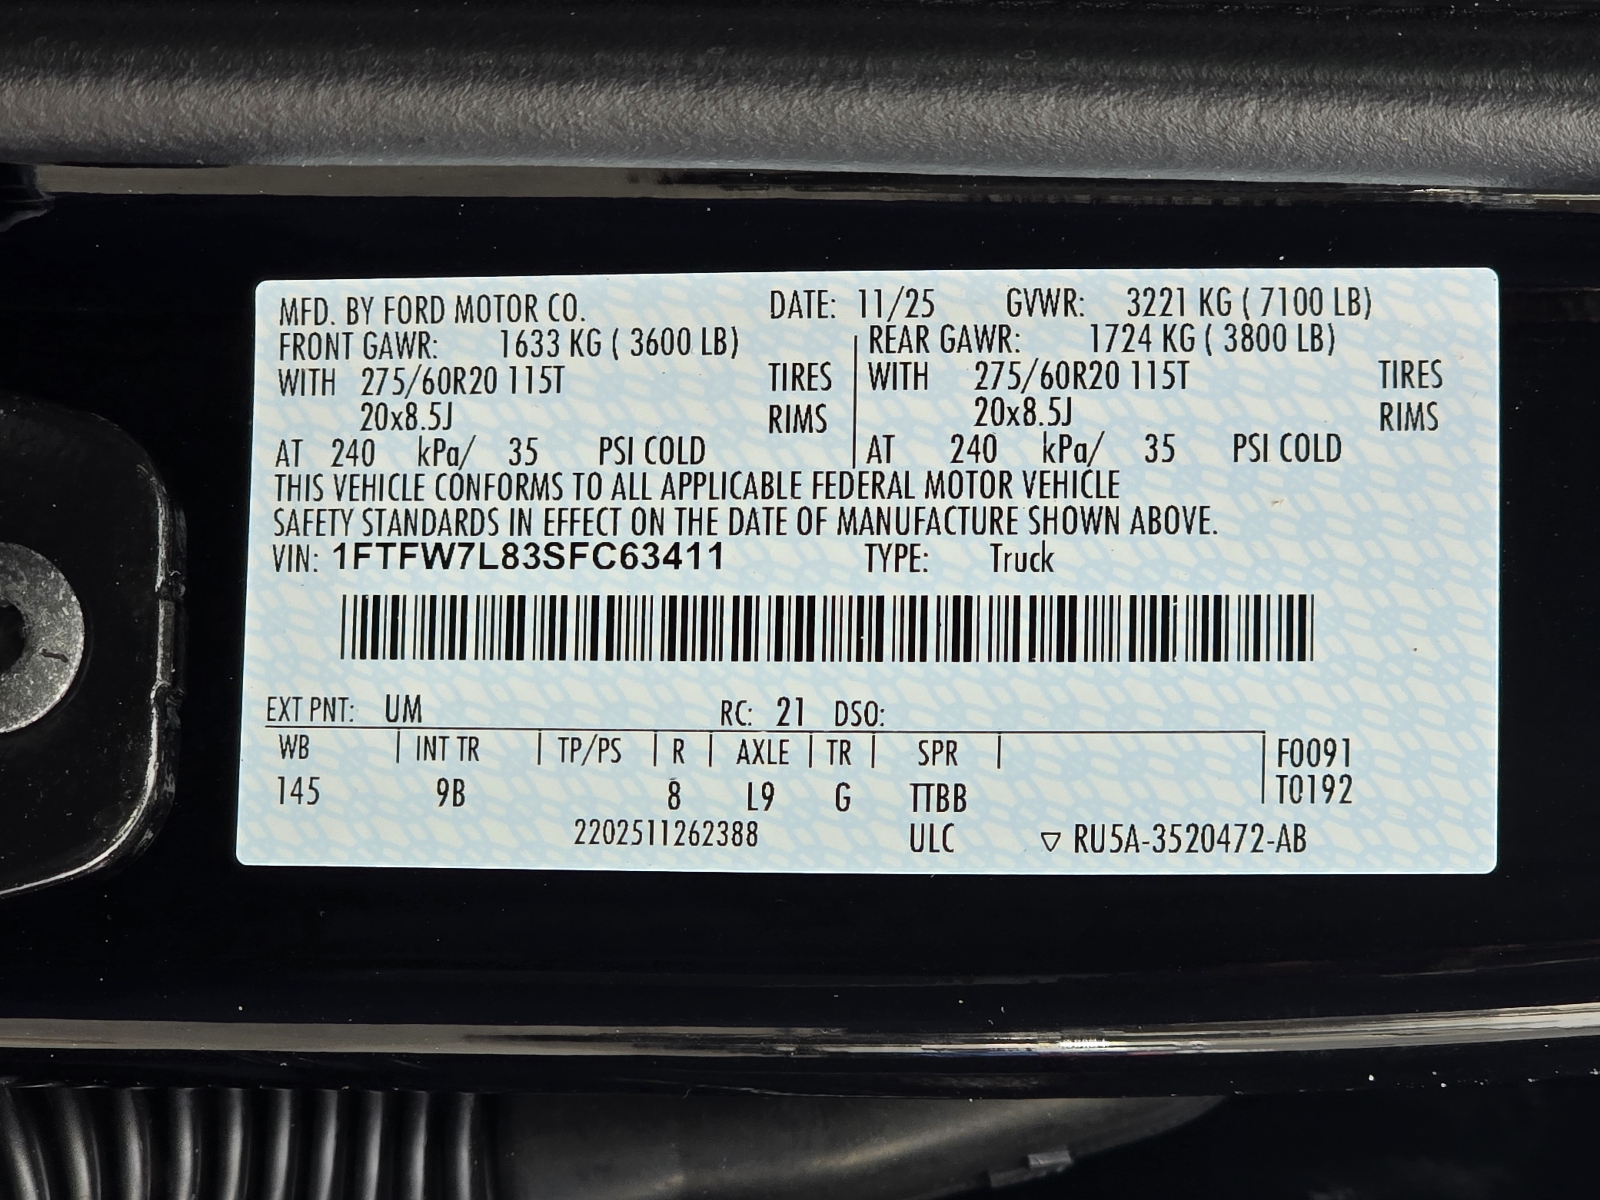 MFD. BY FORD MOTOR CO. DATE: 11/25 GVWR: 3221 KG ( 7100 LB)
FRONT GAWR: 1633 KG ( 3600 LB) REAR GAWR: 1724 KG ( 3800 LB)
WITH 275/60R20 115T TIRES WITH 275/60R20 115T TIRES
20x8.5J RIMS 20x8.5J RIMS
AT 240 kPa/ 35 PSI COLD AT 240 kPa/ 35 PSI COLD
THIS VEHICLE CONFORMS TO ALL APPLICABLE FEDERAL MOTOR VEHICLE
SAFETY STANDARDS IN EFFECT ON THE DATE OF MANUFACTURE SHOWN ABOVE.
VIN: 1FTFW7L83SFC63411 TYPE: Truck
EXT PNT: UM RC: 21 DSO:
WB INT TR TP/PS R AXLE TR SPR F0091
145 9B 8 L9 G TTBB T0192
2202511262388 ULC ▽ RU5A-3520472-AB